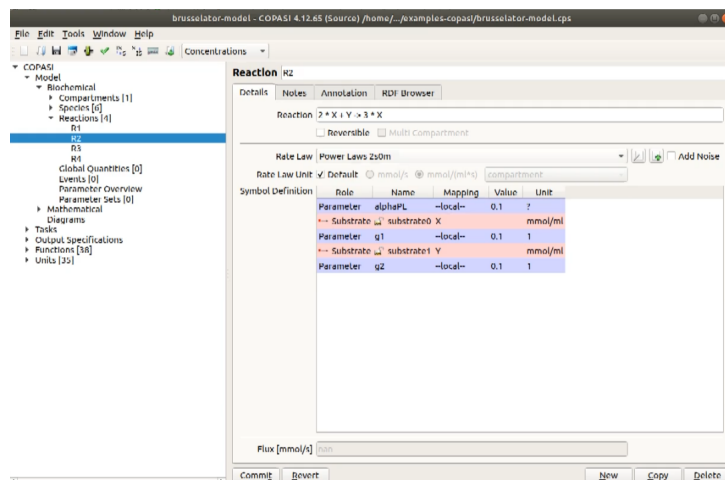 brusselator-model - COPASI 4.12.65 (Source) /home/.../examples-copasi/brusselator-model.cps
File Edit Tools Window Help
Concentrations
COPASI
Model
Biochemical
Compartments [1]
Species [6]
Reactions [4]
R1
R2
R3
R4
Global Quantities [0]
Events [0]
Parameter Overview
Parameter Sets [0]
Mathematical
Diagrams
Tasks
Output Specifications
Functions [38]
Units [35]
Reaction R2
Details Notes Annotation RDF Browser
Reaction 2 * X + Y -> 3 * X
Reversible Multi Compartment
Rate Law Power Laws 2s0m Add Noise
Rate Law Unit Default mmol/s mmol/(ml*s) compartment
Symbol Definition Role Name Mapping Value Unit
Parameter alphaPL --local-- 0.1 ?
Substrate substrate0 X mmol/ml
Parameter g1 --local-- 0.1 1
Substrate substrate1 Y mmol/ml
Parameter g2 --local-- 0.1 1
Flux [mmol/s] nan
Commit Revert New Copy Delete